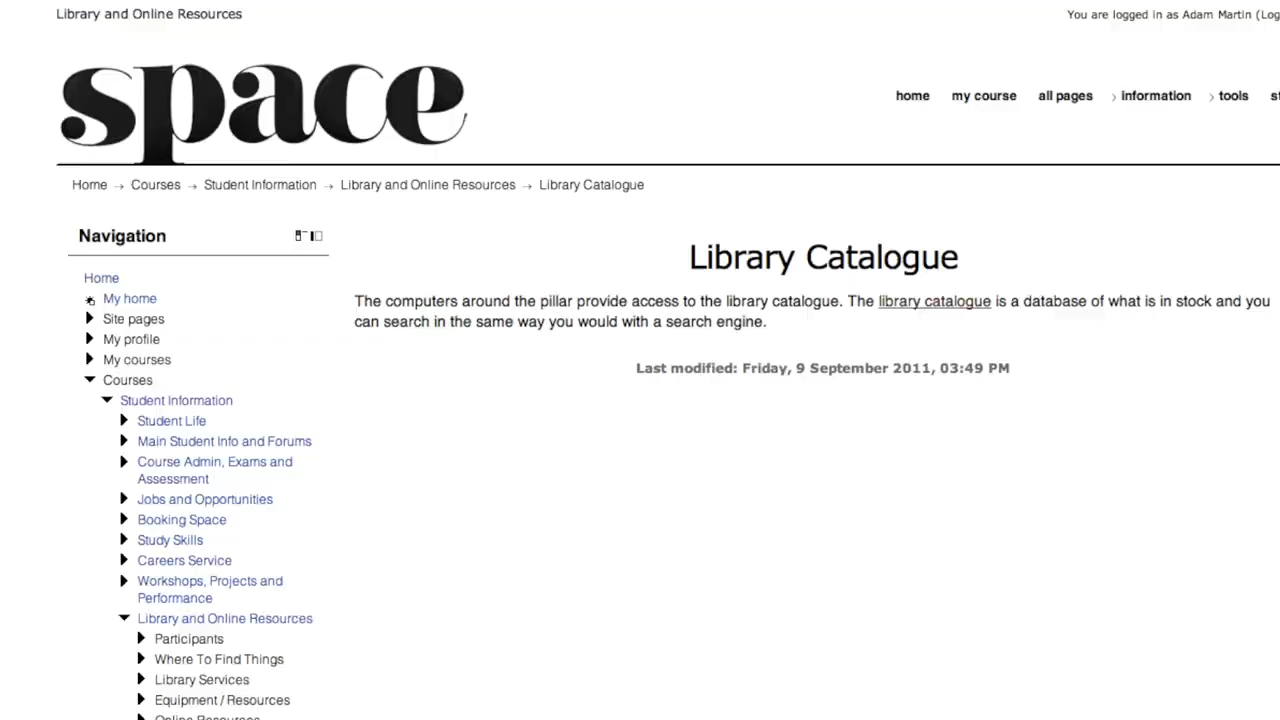 Library and Online Resources
You are logged in as Adam Martin (Log
space
home my course all pages › information › tools st
Home → Courses → Student Information → Library and Online Resources → Library Catalogue
Navigation
Library Catalogue
The computers around the pillar provide access to the library catalogue. The library catalogue is a database of what is in stock and you
can search in the same way you would with a search engine.
Last modified: Friday, 9 September 2011, 03:49 PM
Home
My home
Site pages
My profile
My courses
Courses
Student Information
Student Life
Main Student Info and Forums
Course Admin, Exams and
Assessment
Jobs and Opportunities
Booking Space
Study Skills
Careers Service
Workshops, Projects and
Performance
Library and Online Resources
Participants
Where To Find Things
Library Services
Equipment / Resources
Online Resources